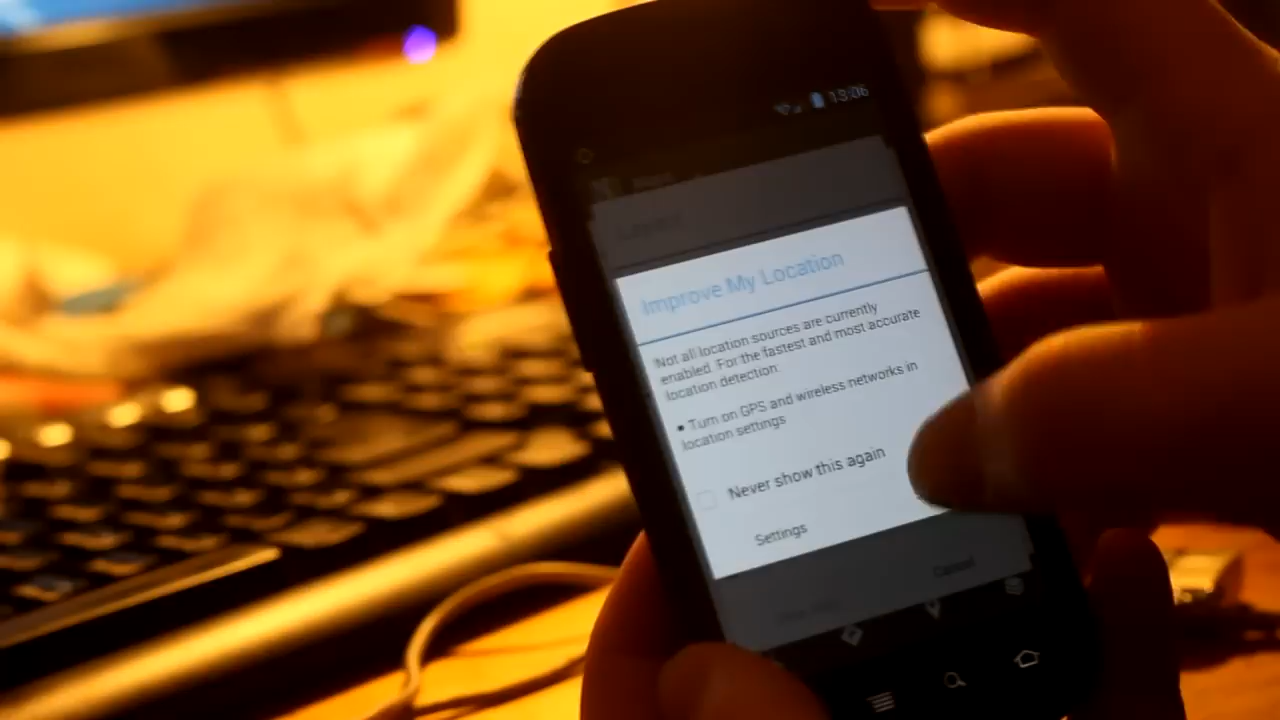 13:06
Improve My Location
Not all location sources are currently
enabled. For the fastest and most accurate
location detection:
▪ Turn on GPS and wireless networks in
location settings
Never show this again
Settings
Cancel